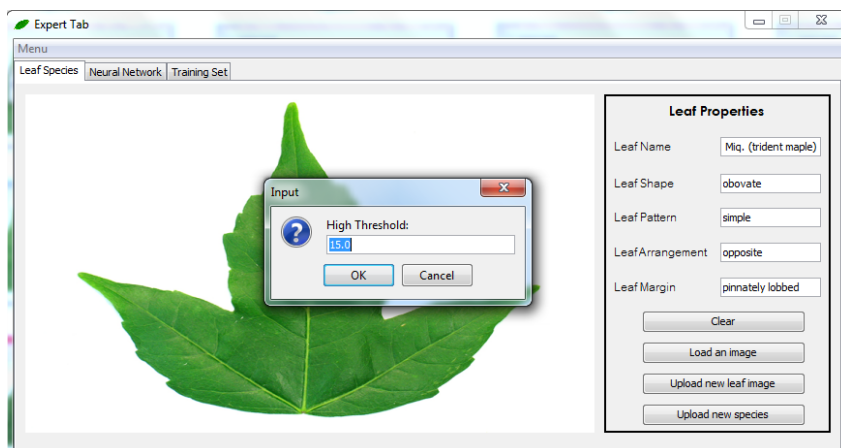 Expert Tab
Menu
Leaf Species Neural Network Training Set
Leaf Properties
Leaf Name Miq. (trident maple)
Leaf Shape obovate
Leaf Pattern simple
Leaf Arrangement opposite
Leaf Margin pinnately lobbed
Clear
Load an image
Upload new leaf image
Upload new species
Input
High Threshold:
15.0
OK Cancel